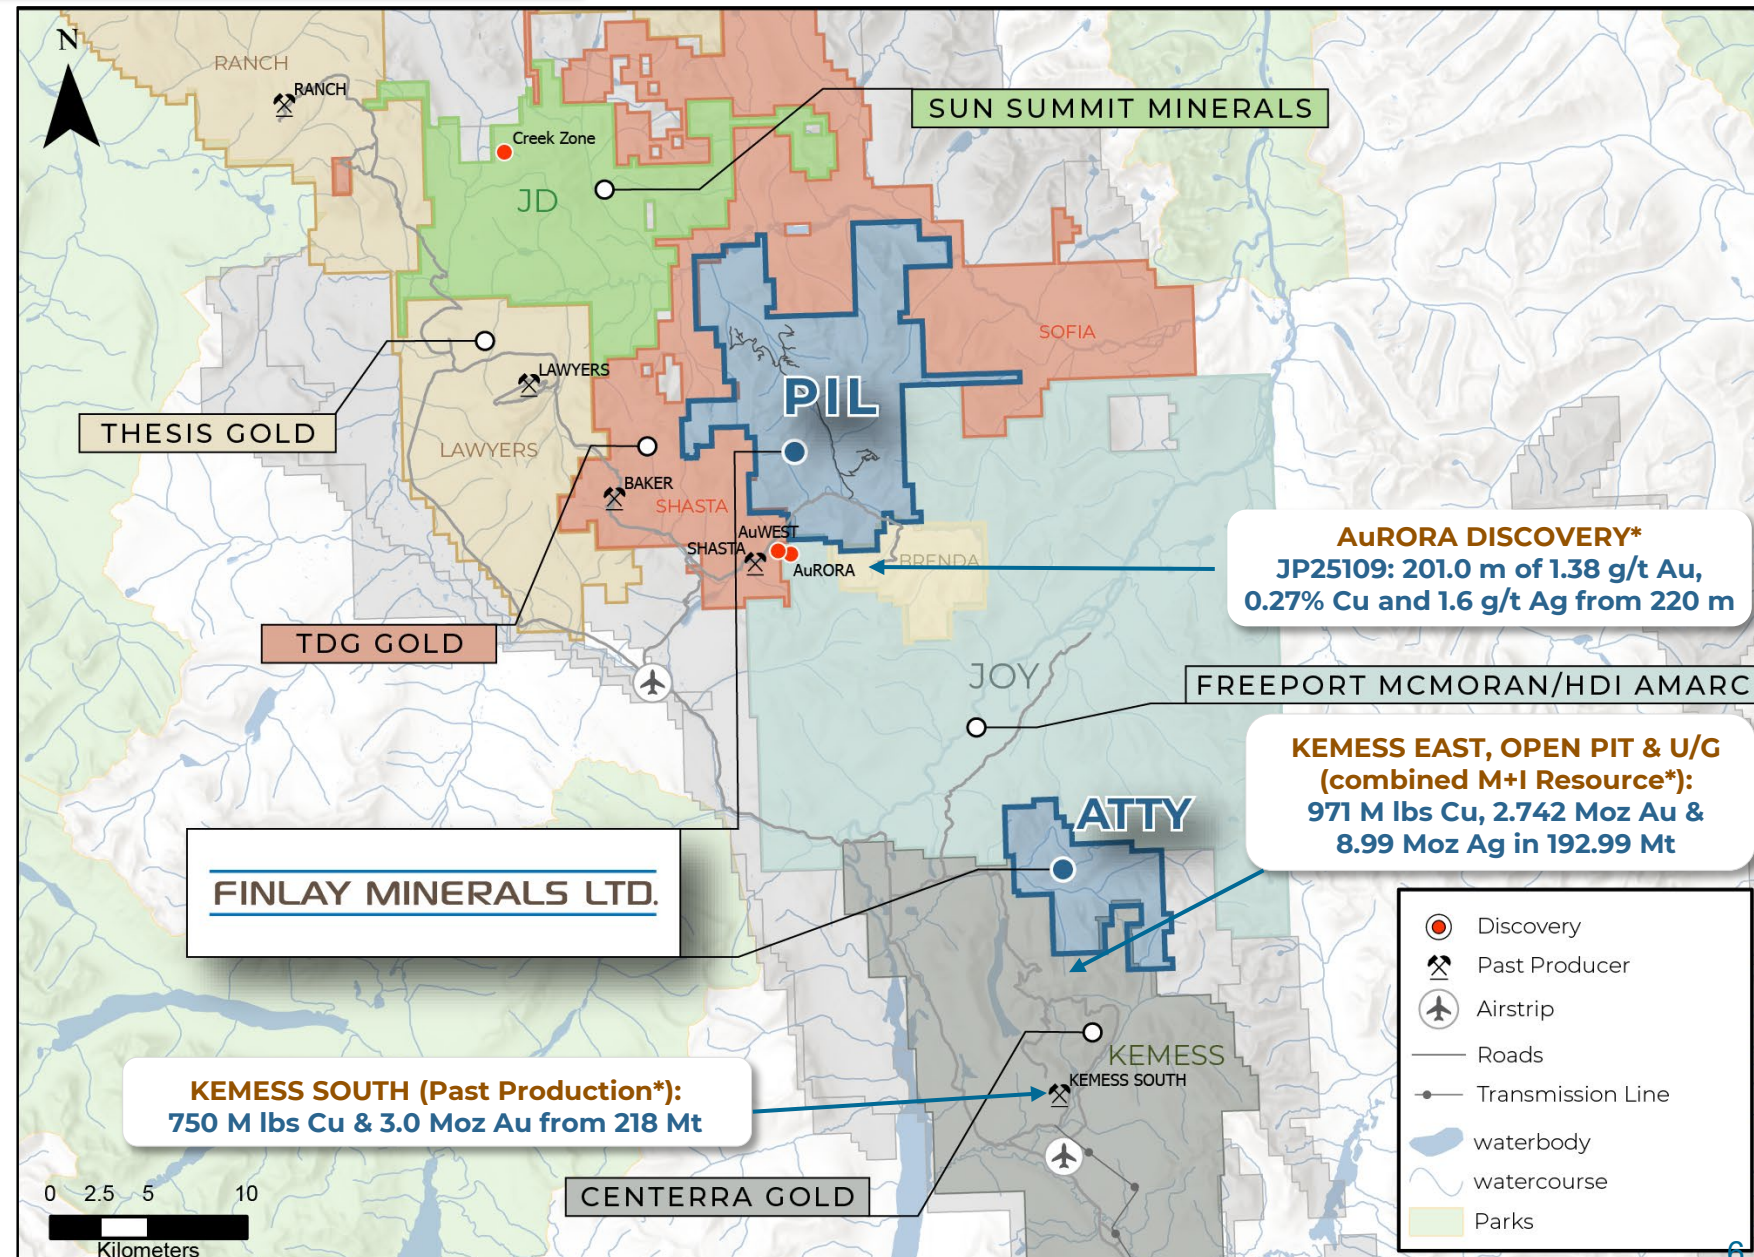 N
RANCH
RANCH
SUN SUMMIT MINERALS
Creek Zone
JD
SOFIA
PIL
LAWYERS
THESIS GOLD
LAWYERS
BAKER
SHASTA
AuWEST
SHASTA
AuRORA
BRENDA
AuRORA DISCOVERY*
JP25109: 201.0 m of 1.38 g/t Au,
0.27% Cu and 1.6 g/t Ag from 220 m
TDG GOLD
JOY
FREEPORT MCMORAN/HDI AMARC
KEMESS EAST, OPEN PIT & U/G
(combined M+I Resource*):
971 M lbs Cu, 2.742 Moz Au &
8.99 Moz Ag in 192.99 Mt
ATTY
FINLAY MINERALS LTD.
KEMESS
KEMESS SOUTH
KEMESS SOUTH (Past Production*):
750 M lbs Cu & 3.0 Moz Au from 218 Mt
CENTERRA GOLD
0 2.5 5 10
Kilometers
Discovery
Past Producer
Airstrip
Roads
Transmission Line
waterbody
watercourse
Parks
6